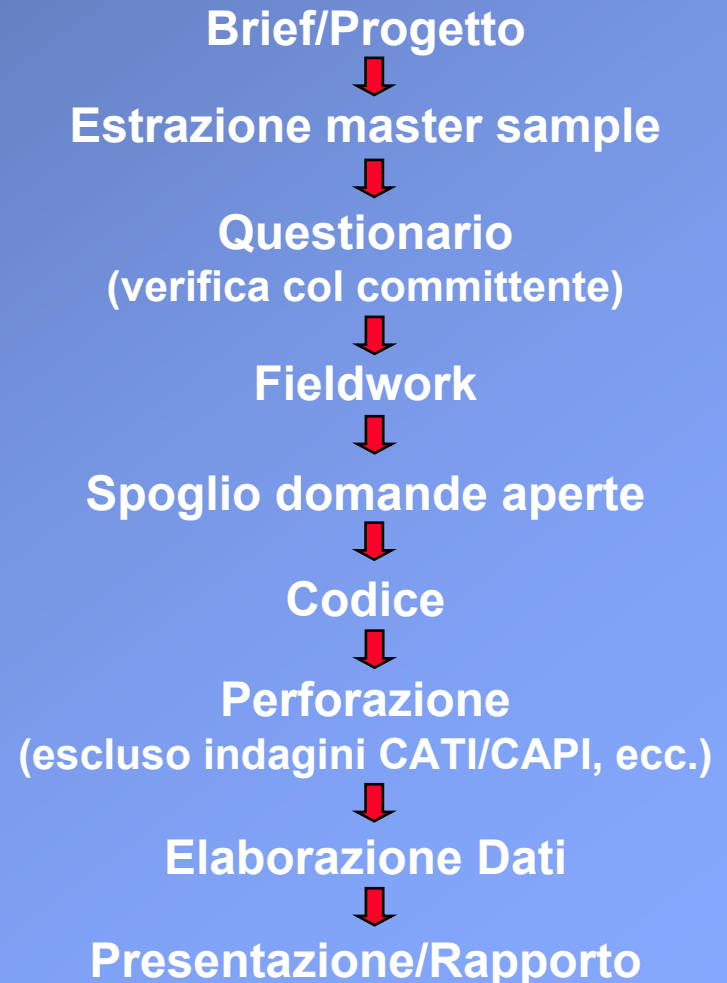 Brief/Progetto
Estrazione master sample
Questionario
(verifica col committente)
Fieldwork
Spoglio domande aperte
Codice
Perforazione
(escluso indagini CATI/CAPI, ecc.)
Elaborazione Dati
Presentazione/Rapporto